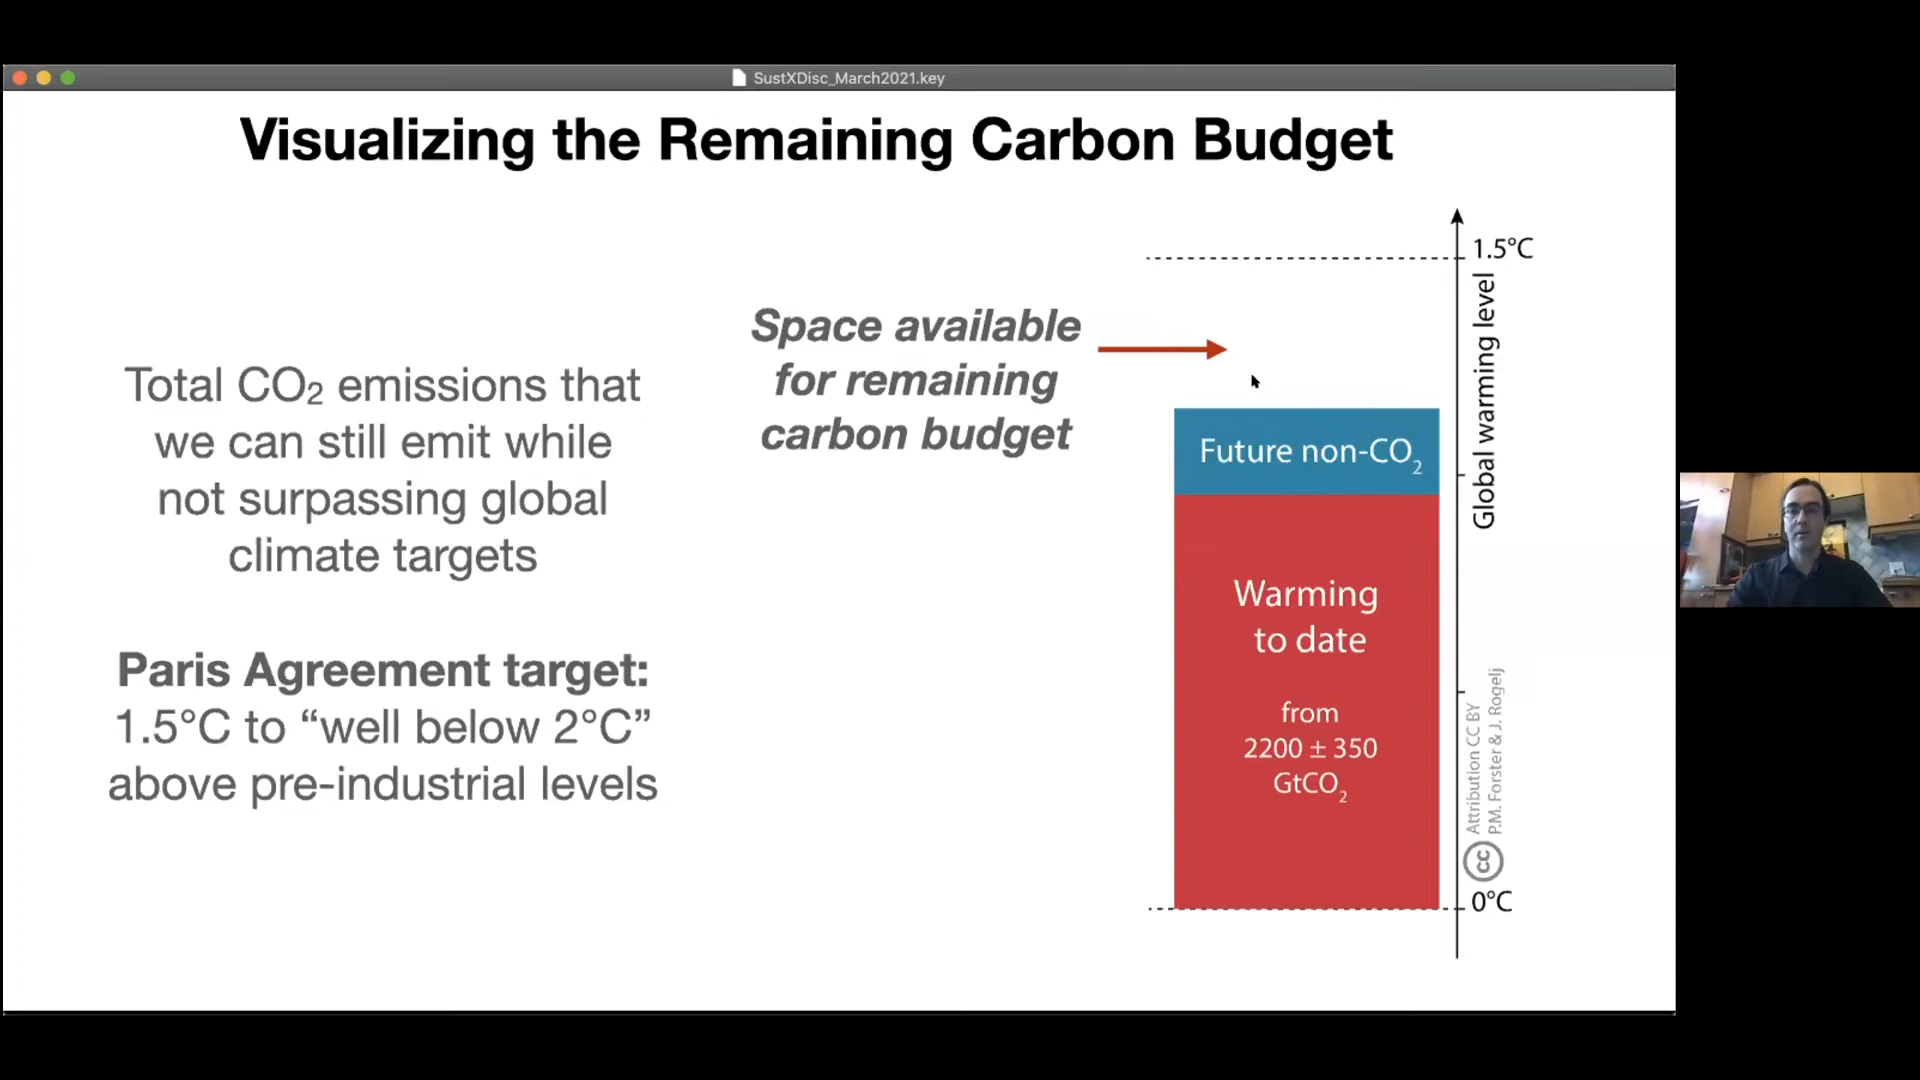 SustXDisc_March2021.key
Visualizing the Remaining Carbon Budget
Total CO₂ emissions that
we can still emit while
not surpassing global
climate targets
Paris Agreement target:
1.5°C to “well below 2°C”
above pre-industrial levels
Space available
for remaining
carbon budget
1.5°C
Global warming level
Future non-CO₂
Warming
to date
from
2200 ± 350
GtCO₂
Attribution CC BY
P.M. Forster & J. Rogelj
cc
0°C